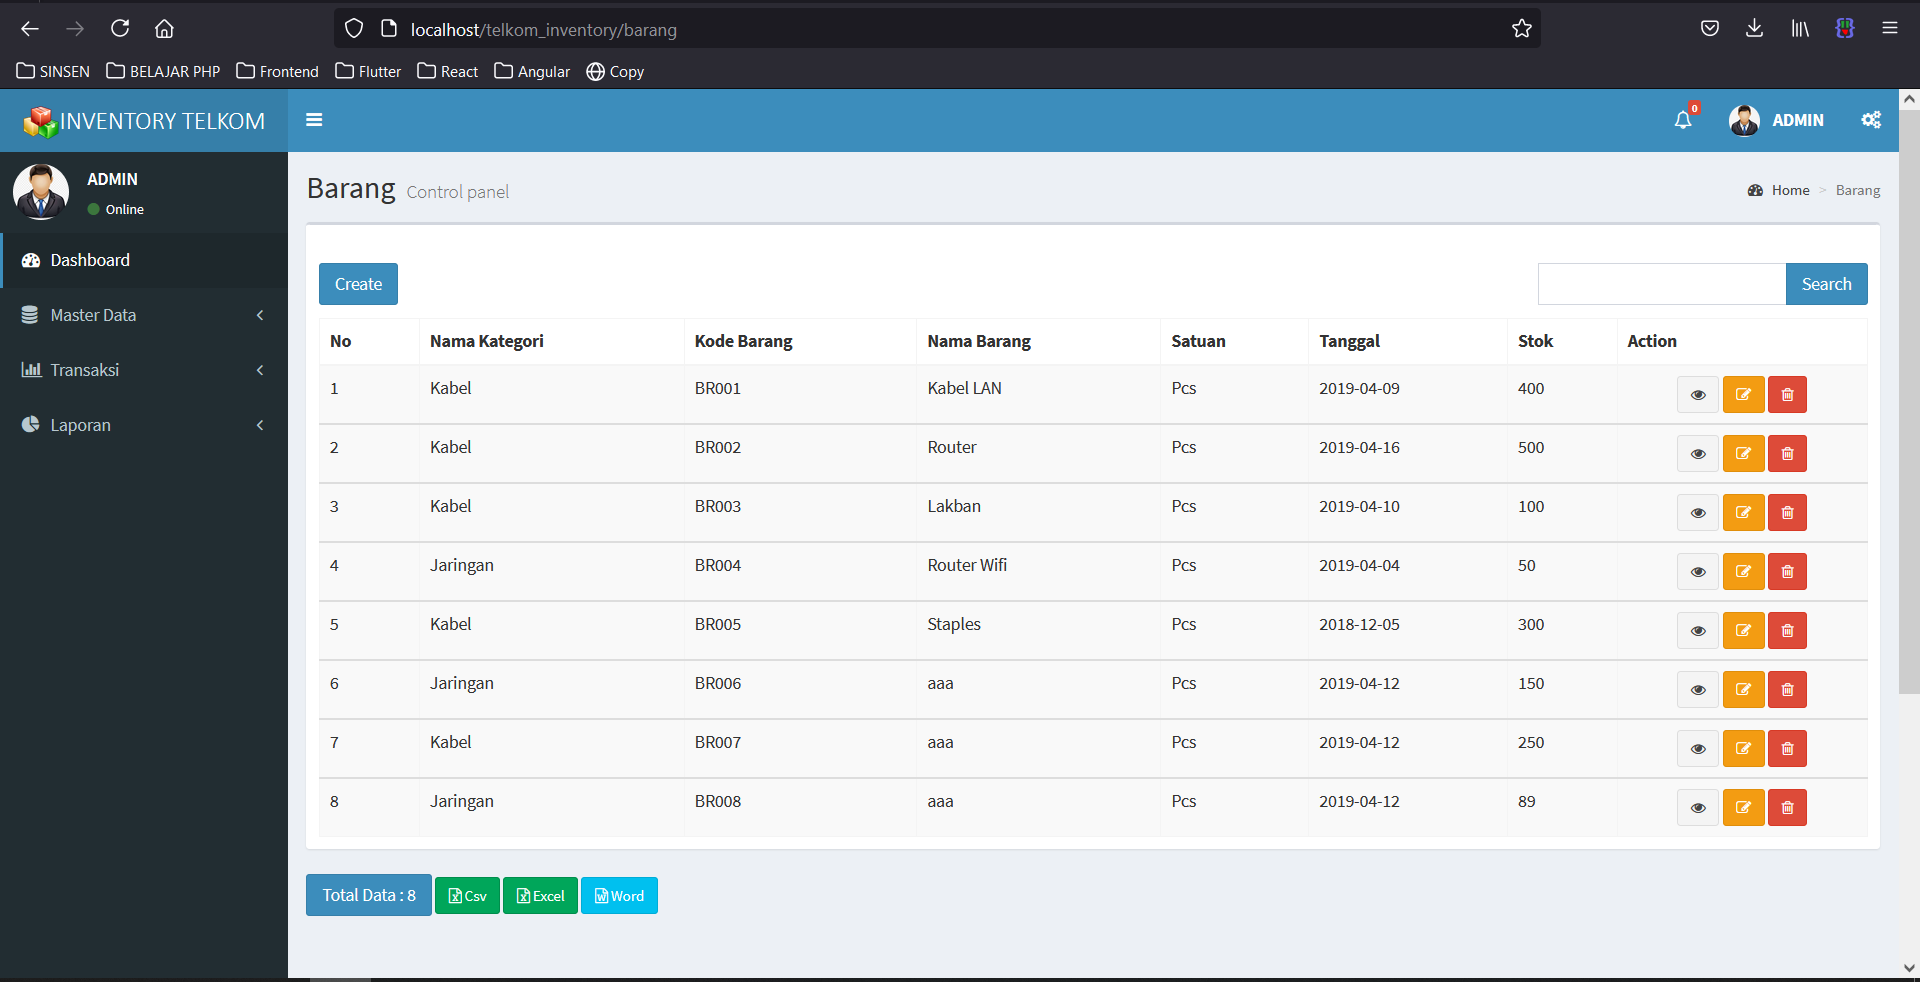 localhost/telkom_inventory/barang
SINSEN BELAJAR PHP Frontend Flutter React Angular Copy
INVENTORY TELKOM
0
ADMIN
ADMIN
Online
Barang Control panel
Home > Barang
Dashboard
Master Data
Transaksi
Laporan
Create
Search
No Nama Kategori Kode Barang Nama Barang Satuan Tanggal Stok Action
1 Kabel BR001 Kabel LAN Pcs 2019-04-09 400
2 Kabel BR002 Router Pcs 2019-04-16 500
3 Kabel BR003 Lakban Pcs 2019-04-10 100
4 Jaringan BR004 Router Wifi Pcs 2019-04-04 50
5 Kabel BR005 Staples Pcs 2018-12-05 300
6 Jaringan BR006 aaa Pcs 2019-04-12 150
7 Kabel BR007 aaa Pcs 2019-04-12 250
8 Jaringan BR008 aaa Pcs 2019-04-12 89
Total Data : 8 Csv Excel Word